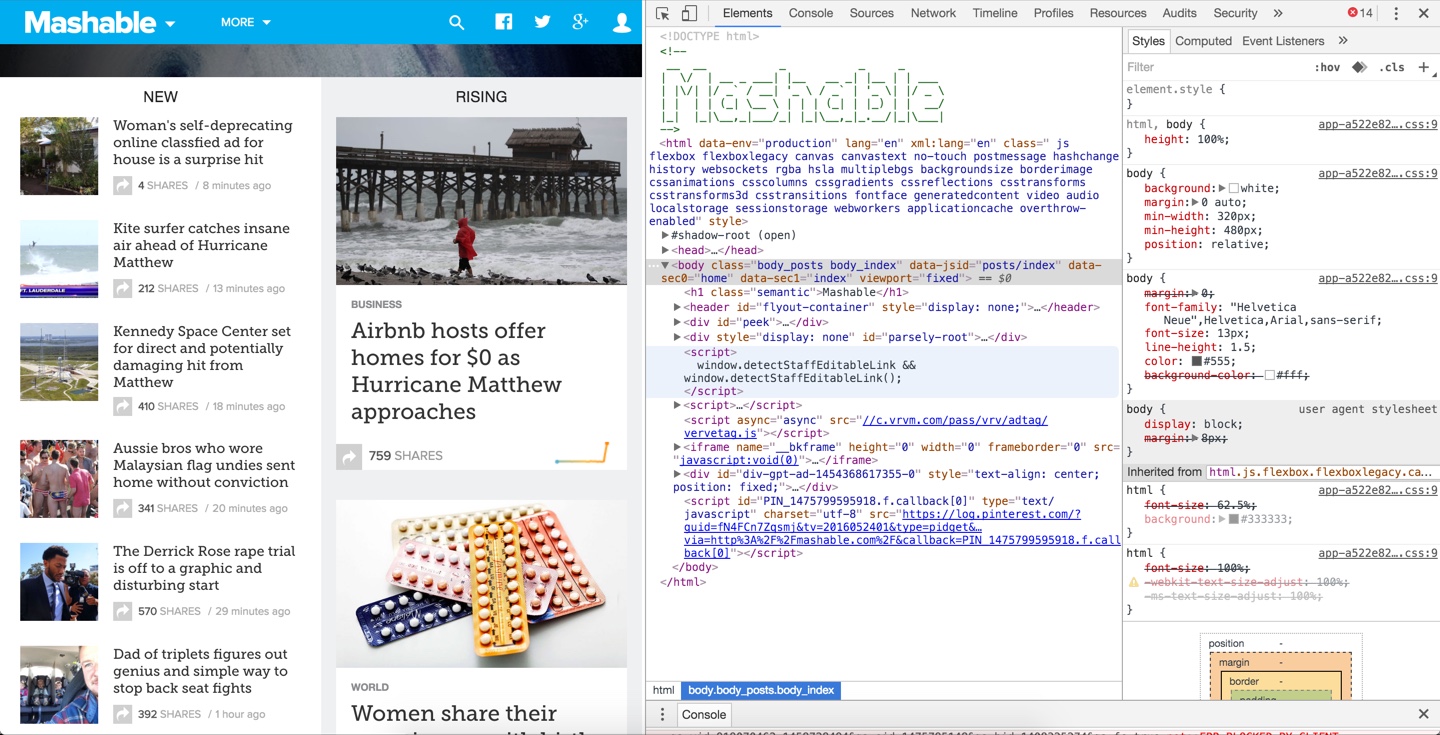 Mashable
MORE
NEW
Woman's self-deprecating
online classfied ad for
house is a surprise hit
4 SHARES / 8 minutes ago
Kite surfer catches insane
air ahead of Hurricane
Matthew
212 SHARES / 13 minutes ago
FT. LAUDERDALE
Kennedy Space Center set
for direct and potentially
damaging hit from
Matthew
410 SHARES / 18 minutes ago
Aussie bros who wore
Malaysian flag undies sent
home without conviction
341 SHARES / 20 minutes ago
The Derrick Rose rape trial
is off to a graphic and
disturbing start
570 SHARES / 29 minutes ago
Dad of triplets figures out
genius and simple way to
stop back seat fights
392 SHARES / 1 hour ago
RISING
BUSINESS
Airbnb hosts offer
homes for $0 as
Hurricane Matthew
approaches
759 SHARES
WORLD
Women share their
Elements Console Sources Network Timeline Profiles Resources Audits Security » 14
<!DOCTYPE html>
<!--
-->
<html data-env="production" lang="en" xml:lang="en" class=" js
flexbox flexboxlegacy canvas canvastext no-touch postmessage hashchange
history websockets rgba hsla multiplebgs backgroundsize borderimage
cssanimations csscolumns cssgradients cssreflections csstransforms
csstransforms3d csstransitions fontface generatedcontent video audio
localstorage sessionstorage webworkers applicationcache overthrow-
enabled" style>
#shadow-root (open)
<head>…</head>
<body class="body_posts body_index" data-jsid="posts/index" data-
sec0="home" data-sec1="index" viewport="fixed"> == $0
<h1 class="semantic">Mashable</h1>
<header id="flyout-container" style="display: none;">…</header>
<div id="peek">…</div>
<div style="display: none" id="parsely-root">…</div>
<script>
window.detectStaffEditableLink &&
window.detectStaffEditableLink();
</script>
<script>…</script>
<script async="async" src="//c.vrvm.com/pass/vrv/adtag/
vervetag.js"></script>
<iframe name="__bkframe" height="0" width="0" frameborder="0" src=
"javascript:void(0)">…</iframe>
<div id="div-gpt-ad-1454368617355-0" style="text-align: center;
position: fixed;">…</div>
<script id="PIN_1475799595918.f.callback[0]" type="text/
javascript" charset="utf-8" src="https://log.pinterest.com/?
guid=fN4FCn7Zqsmj&tv=2016052401&type=pidget&…
via=http%3A%2F%2Fmashable.com%2F&callback=PIN_1475799595918.f.call
back[0]"></script>
</body>
</html>
html body.body_posts.body_index
Console
Styles Computed Event Listeners »
Filter :hov .cls +
element.style {
}
html, body { app-a522e82….css:9
height: 100%;
}
body { app-a522e82….css:9
background: white;
margin: 0 auto;
min-width: 320px;
min-height: 480px;
position: relative;
}
body { app-a522e82….css:9
margin: 0;
font-family: "Helvetica
Neue",Helvetica,Arial,sans-serif;
font-size: 13px;
line-height: 1.5;
color: #555;
background-color: #fff;
}
body { user agent stylesheet
display: block;
margin: 8px;
}
Inherited from html.js.flexbox.flexboxlegacy.ca…
html { app-a522e82….css:9
font-size: 62.5%;
background: #333333;
}
html { app-a522e82….css:9
font-size: 100%;
-webkit-text-size-adjust: 100%;
-ms-text-size-adjust: 100%;
}
position -
margin -
border -